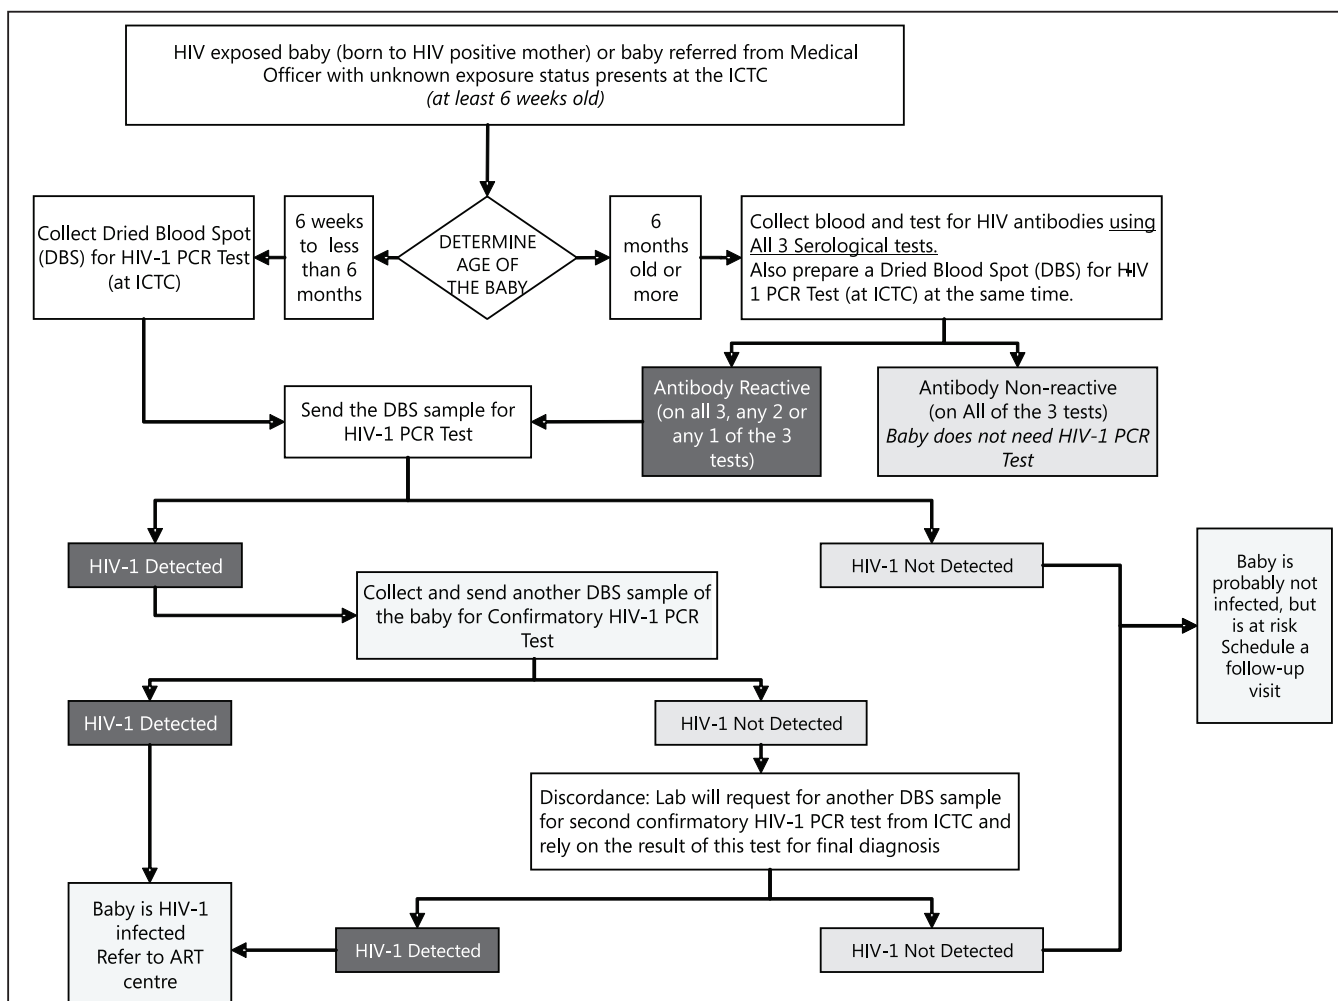 HIV exposed baby (born to HIV positive mother) or baby referred from Medical
Officer with unknown exposure status presents at the ICTC
(at least 6 weeks old)
Collect Dried Blood Spot
(DBS) for HIV-1 PCR Test
(at ICTC)
6 weeks
to less
than 6
months
DETERMINE
AGE OF
THE BABY
6
months
old or
more
Collect blood and test for HIV antibodies using
All 3 Serological tests.
Also prepare a Dried Blood Spot (DBS) for HIV-
1 PCR Test (at ICTC) at the same time.
Send the DBS sample for
HIV-1 PCR Test
Antibody Reactive
(on all 3, any 2 or
any 1 of the 3
tests)
Antibody Non-reactive
(on All of the 3 tests)
Baby does not need HIV-1 PCR
Test
HIV-1 Detected
HIV-1 Not Detected
Collect and send another DBS sample of
the baby for Confirmatory HIV-1 PCR
Test
Baby is
probably not
infected, but
is at risk
Schedule a
follow-up
visit
HIV-1 Detected
HIV-1 Not Detected
Discordance: Lab will request for another DBS sample
for second confirmatory HIV-1 PCR test from ICTC and
rely on the result of this test for final diagnosis
Baby is HIV-1
infected
Refer to ART
centre
HIV-1 Detected
HIV-1 Not Detected